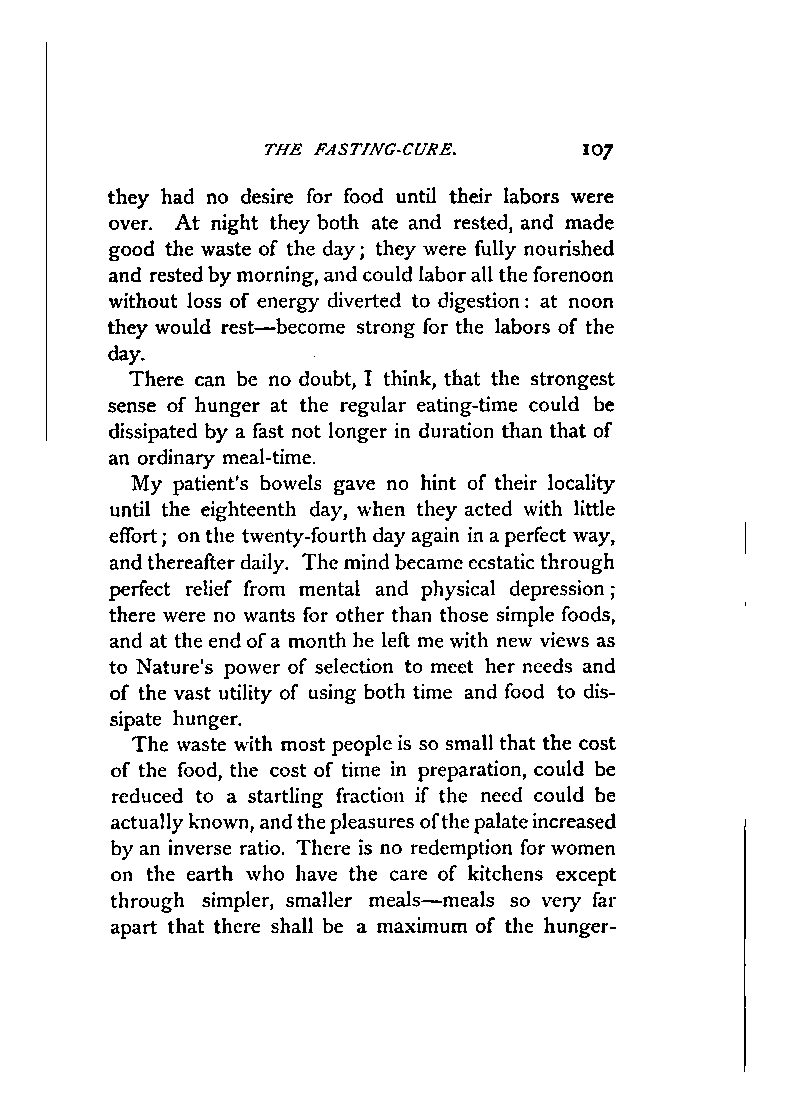 THE FASTING-CURE. 107
they had no desire for food until their labors were
over. At night they both ate and rested, and made
good the waste of the day; they were fully nourished
and rested by morning, and could labor all the forenoon
without loss of energy diverted to digestion: at noon
they would rest—become strong for the labors of the
day.
There can be no doubt, I think, that the strongest
sense of hunger at the regular eating-time could be
dissipated by a fast not longer in duration than that of
an ordinary meal-time.
My patient's bowels gave no hint of their locality
until the eighteenth day, when they acted with little
effort; on the twenty-fourth day again in a perfect way,
and thereafter daily. The mind became ecstatic through
perfect relief from mental and physical depression;
there were no wants for other than those simple foods,
and at the end of a month he left me with new views as
to Nature's power of selection to meet her needs and
of the vast utility of using both time and food to dis-
sipate hunger.
The waste with most people is so small that the cost
of the food, the cost of time in preparation, could be
reduced to a startling fraction if the need could be
actually known, and the pleasures of the palate increased
by an inverse ratio. There is no redemption for women
on the earth who have the care of kitchens except
through simpler, smaller meals—meals so very far
apart that there shall be a maximum of the hunger-